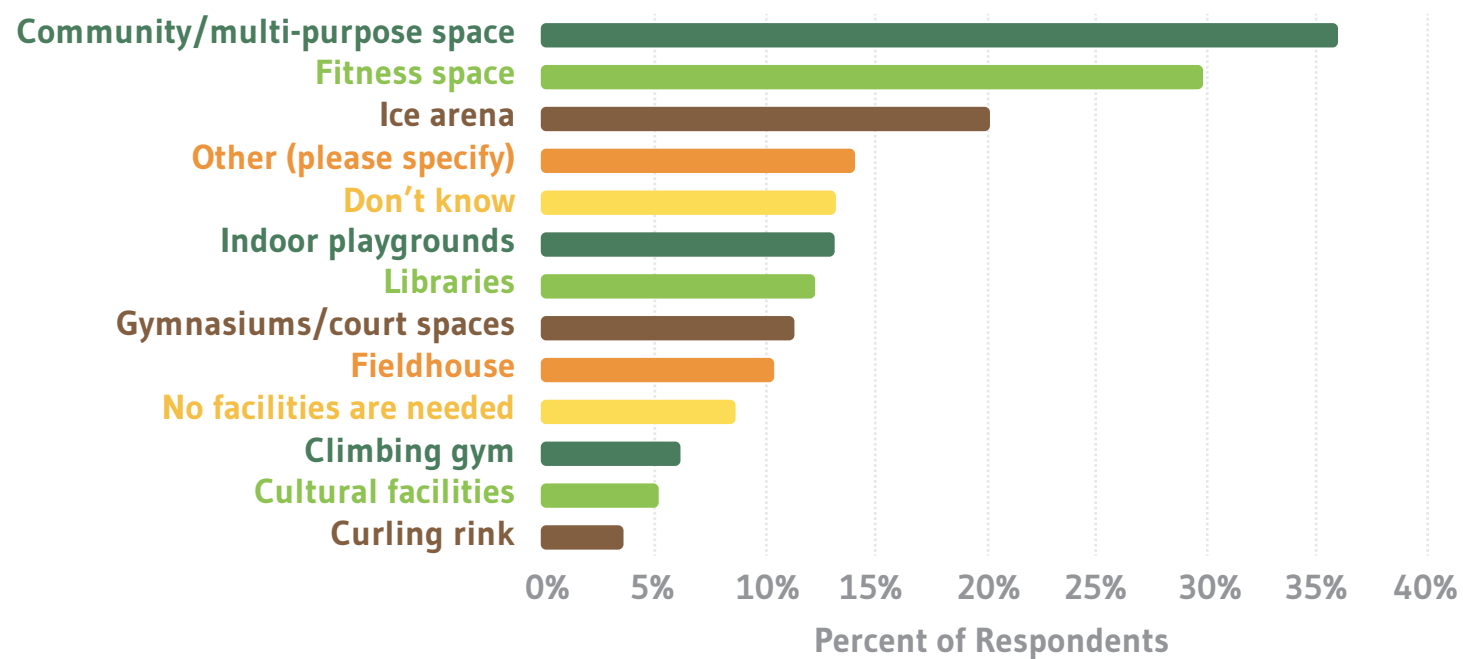 Community/multi-purpose space
Fitness space
Ice arena
Other (please specify)
Don’t know
Indoor playgrounds
Libraries
Gymnasiums/court spaces
Fieldhouse
No facilities are needed
Climbing gym
Cultural facilities
Curling rink
0% 5% 10% 15% 20% 25% 30% 35% 40%
Percent of Respondents